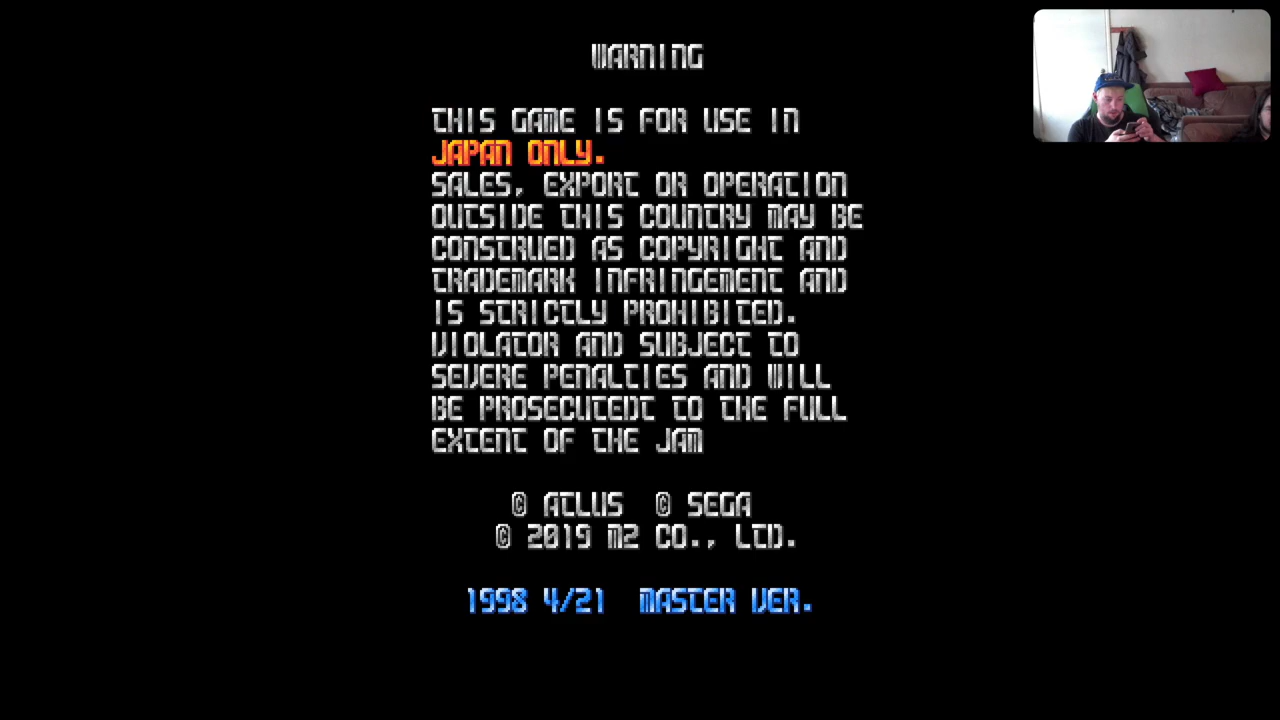 WARNING
THIS GAME IS FOR USE IN
JAPAN ONLY.
SALES, EXPORT OR OPERATION
OUTSIDE THIS COUNTRY MAY BE
CONSTRUED AS COPYRIGHT AND
TRADEMARK INFRINGEMENT AND
IS STRICTLY PROHIBITED.
VIOLATOR AND SUBJECT TO
SEVERE PENALTIES AND WILL
BE PROSECUTEDT TO THE FULL
EXTENT OF THE JAM
© ATLUS © SEGA
© 2019 M2 CO., LTD.
1998 4/21 MASTER VER.